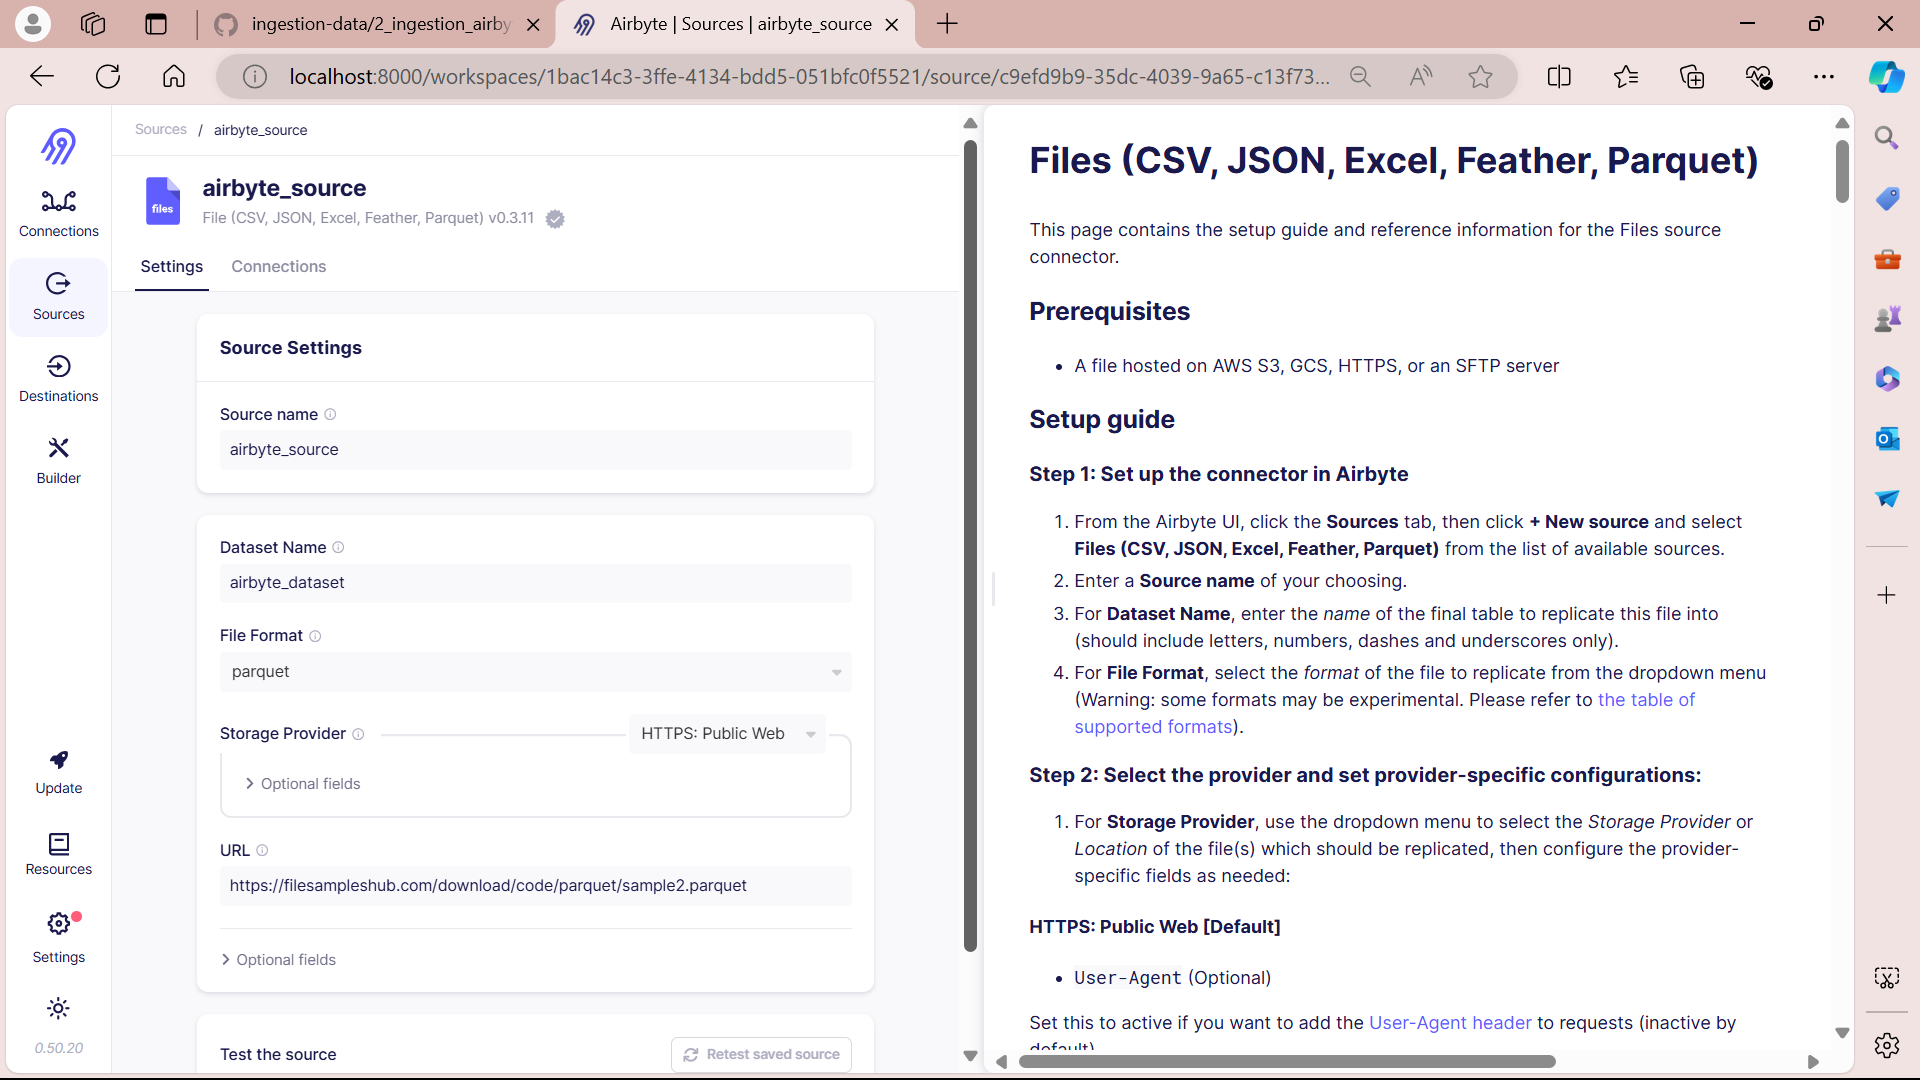 ingestion-data/2_ingestion_airby
Airbyte | Sources | airbyte_source
localhost:8000/workspaces/1bac14c3-3ffe-4134-bdd5-051bfc0f5521/source/c9efd9b9-35dc-4039-9a65-c13f73...
Connections
Sources
Destinations
Builder
Update
Resources
Settings
0.50.20
Sources / airbyte_source
files
airbyte_source
File (CSV, JSON, Excel, Feather, Parquet) v0.3.11
Settings Connections
Source Settings
Source name
airbyte_source
Dataset Name
airbyte_dataset
File Format
parquet
Storage Provider HTTPS: Public Web
Optional fields
URL
https://filesampleshub.com/download/code/parquet/sample2.parquet
Optional fields
Test the source Retest saved source
Files (CSV, JSON, Excel, Feather, Parquet)
This page contains the setup guide and reference information for the Files source
connector.
Prerequisites
• A file hosted on AWS S3, GCS, HTTPS, or an SFTP server
Setup guide
Step 1: Set up the connector in Airbyte
1. From the Airbyte UI, click the Sources tab, then click + New source and select
Files (CSV, JSON, Excel, Feather, Parquet) from the list of available sources.
2. Enter a Source name of your choosing.
3. For Dataset Name, enter the name of the final table to replicate this file into
(should include letters, numbers, dashes and underscores only).
4. For File Format, select the format of the file to replicate from the dropdown menu
(Warning: some formats may be experimental. Please refer to the table of
supported formats).
Step 2: Select the provider and set provider-specific configurations:
1. For Storage Provider, use the dropdown menu to select the Storage Provider or
Location of the file(s) which should be replicated, then configure the provider-
specific fields as needed:
HTTPS: Public Web [Default]
• User-Agent (Optional)
Set this to active if you want to add the User-Agent header to requests (inactive by
default)